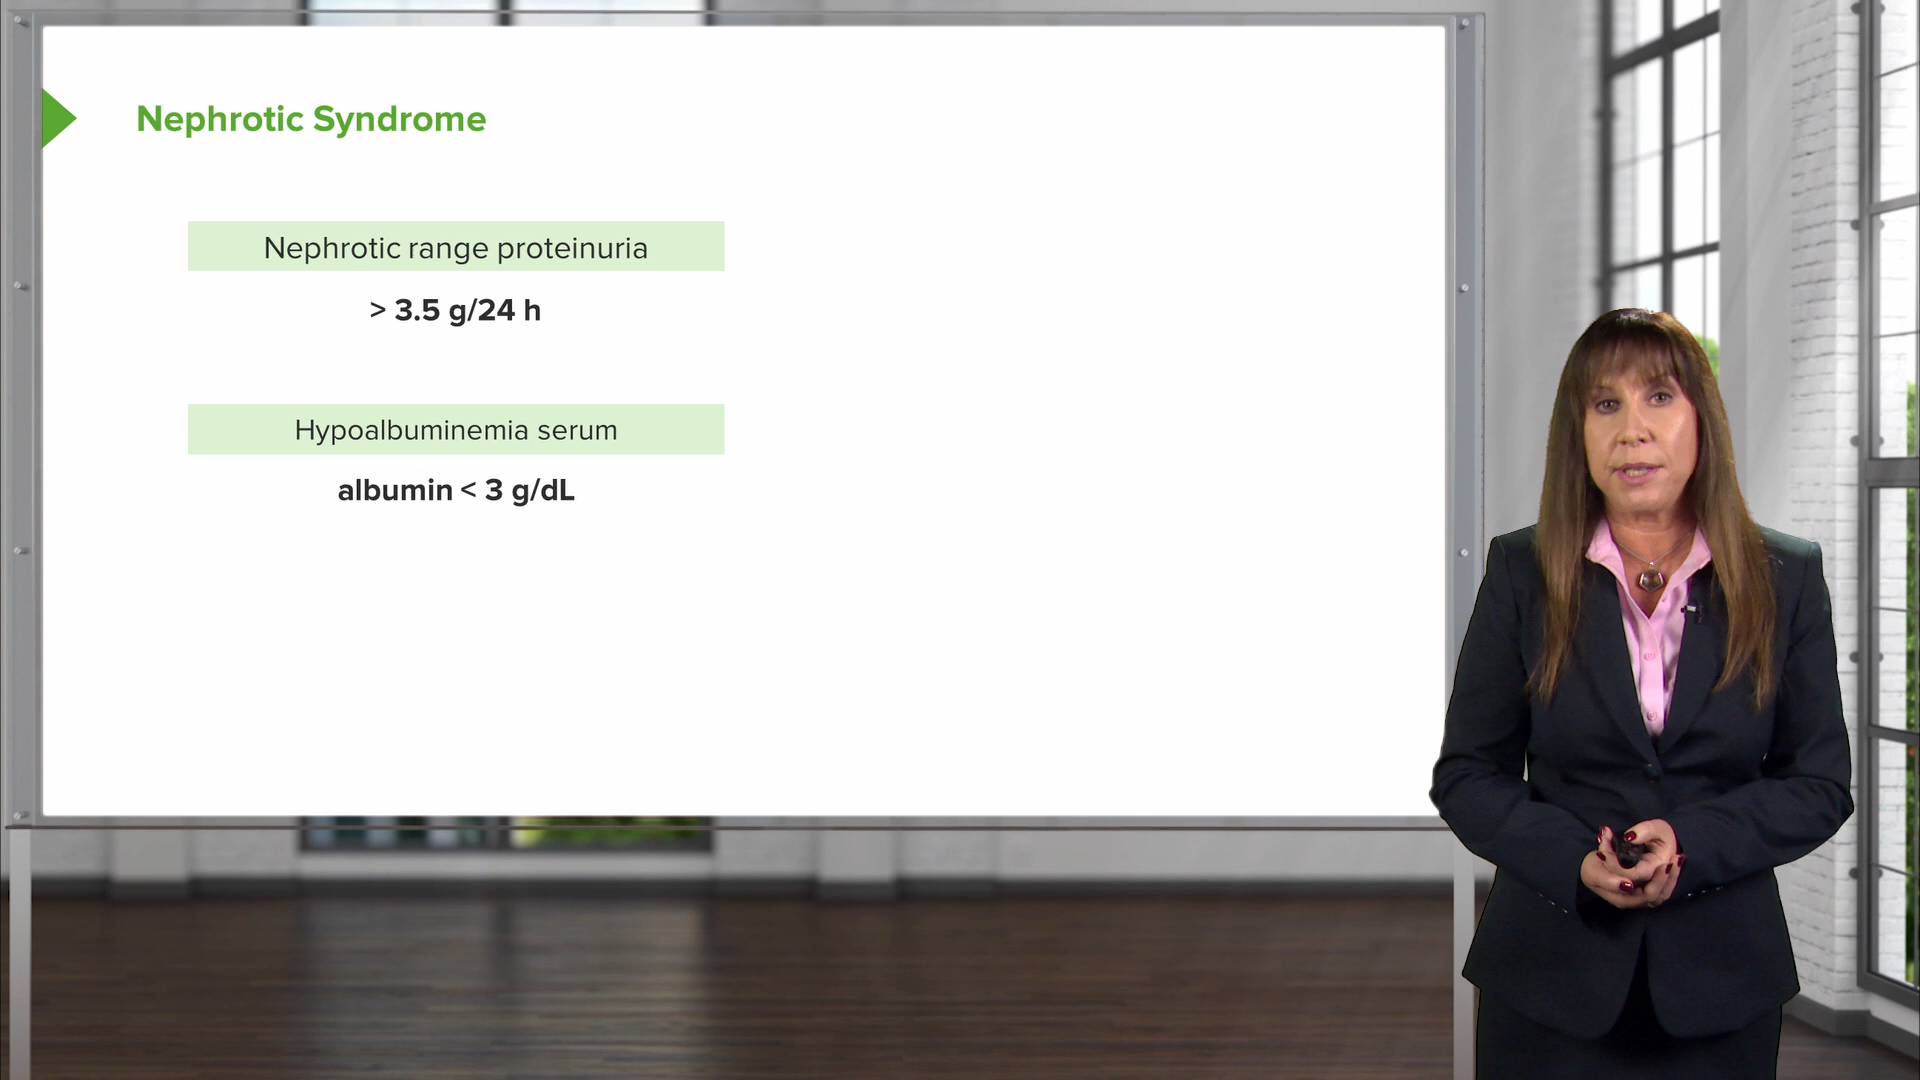 Nephrotic Syndrome
Nephrotic range proteinuria
> 3.5 g/24 h
Hypoalbuminemia serum
albumin < 3 g/dL